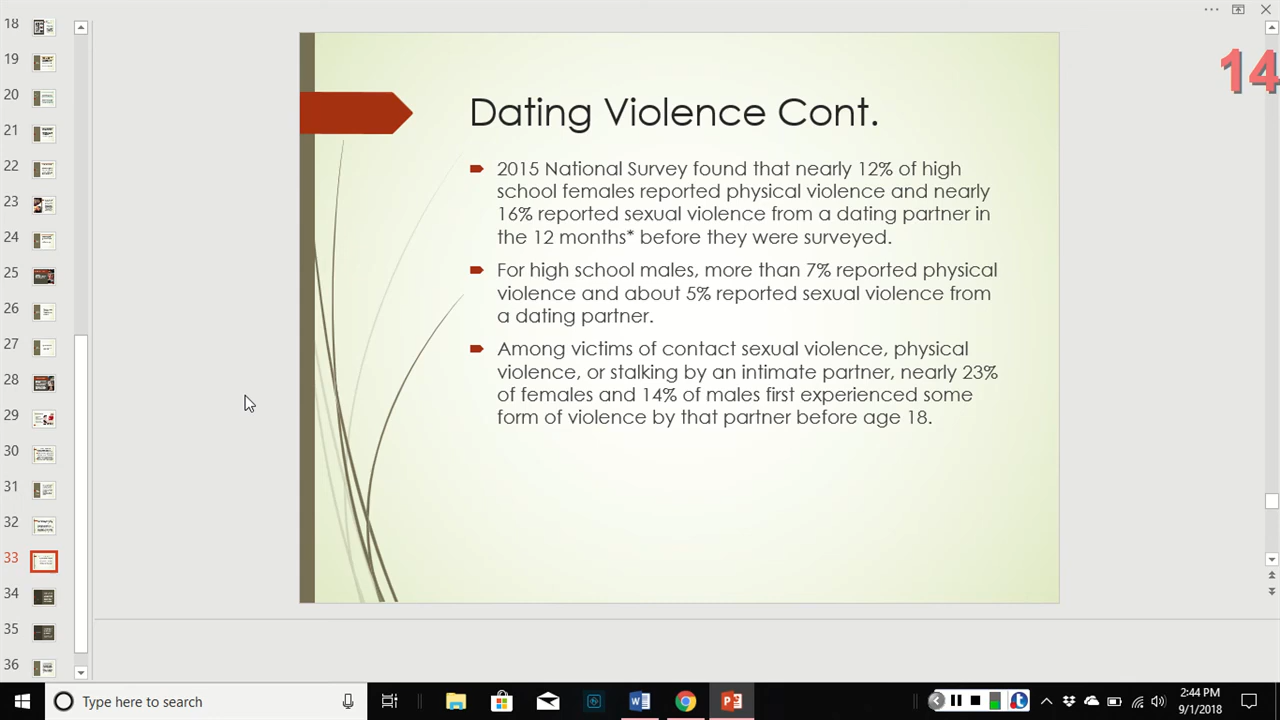 18
19
20
21
22
23
24
25
26
27
28
29
30
31
32
33
34
35
36
14
Dating Violence Cont.
2015 National Survey found that nearly 12% of high
school females reported physical violence and nearly
16% reported sexual violence from a dating partner in
the 12 months* before they were surveyed.
For high school males, more than 7% reported physical
violence and about 5% reported sexual violence from
a dating partner.
Among victims of contact sexual violence, physical
violence, or stalking by an intimate partner, nearly 23%
of females and 14% of males first experienced some
form of violence by that partner before age 18.
Type here to search
2:44 PM
9/1/2018